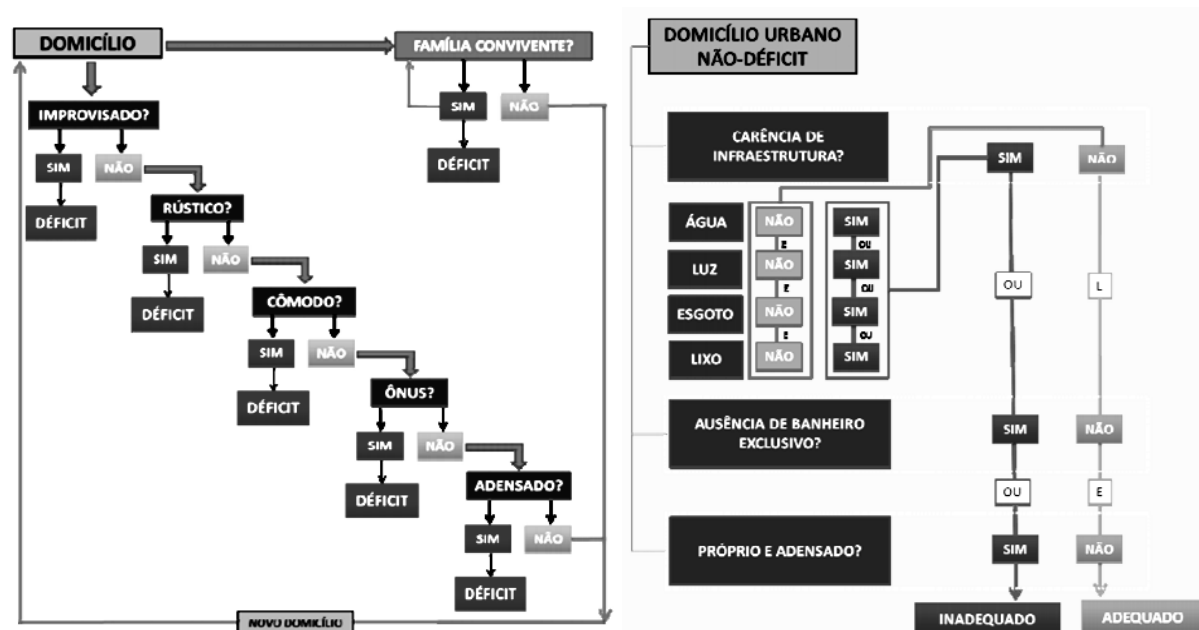 DOMICÍLIO
FAMÍLIA CONVIVENTE?
SIM
NÃO
DÉFICIT
IMPROVISADO?
SIM
NÃO
DÉFICIT
RÚSTICO?
SIM
NÃO
DÉFICIT
CÔMODO?
SIM
NÃO
DÉFICIT
ÔNUS?
SIM
NÃO
DÉFICIT
ADENSADO?
SIM
NÃO
DÉFICIT
NOVO DOMICÍLIO
DOMICÍLIO URBANO
NÃO-DÉFICIT
CARÊNCIA DE
INFRAESTRUTURA?
SIM
NÃO
ÁGUA
NÃO
SIM
E
OU
LUZ
NÃO
SIM
E
OU
OU
L
ESGOTO
NÃO
SIM
E
OU
LIXO
NÃO
SIM
AUSÊNCIA DE BANHEIRO
EXCLUSIVO?
SIM
NÃO
OU
E
PRÓPRIO E ADENSADO?
SIM
NÃO
INADEQUADO
ADEQUADO